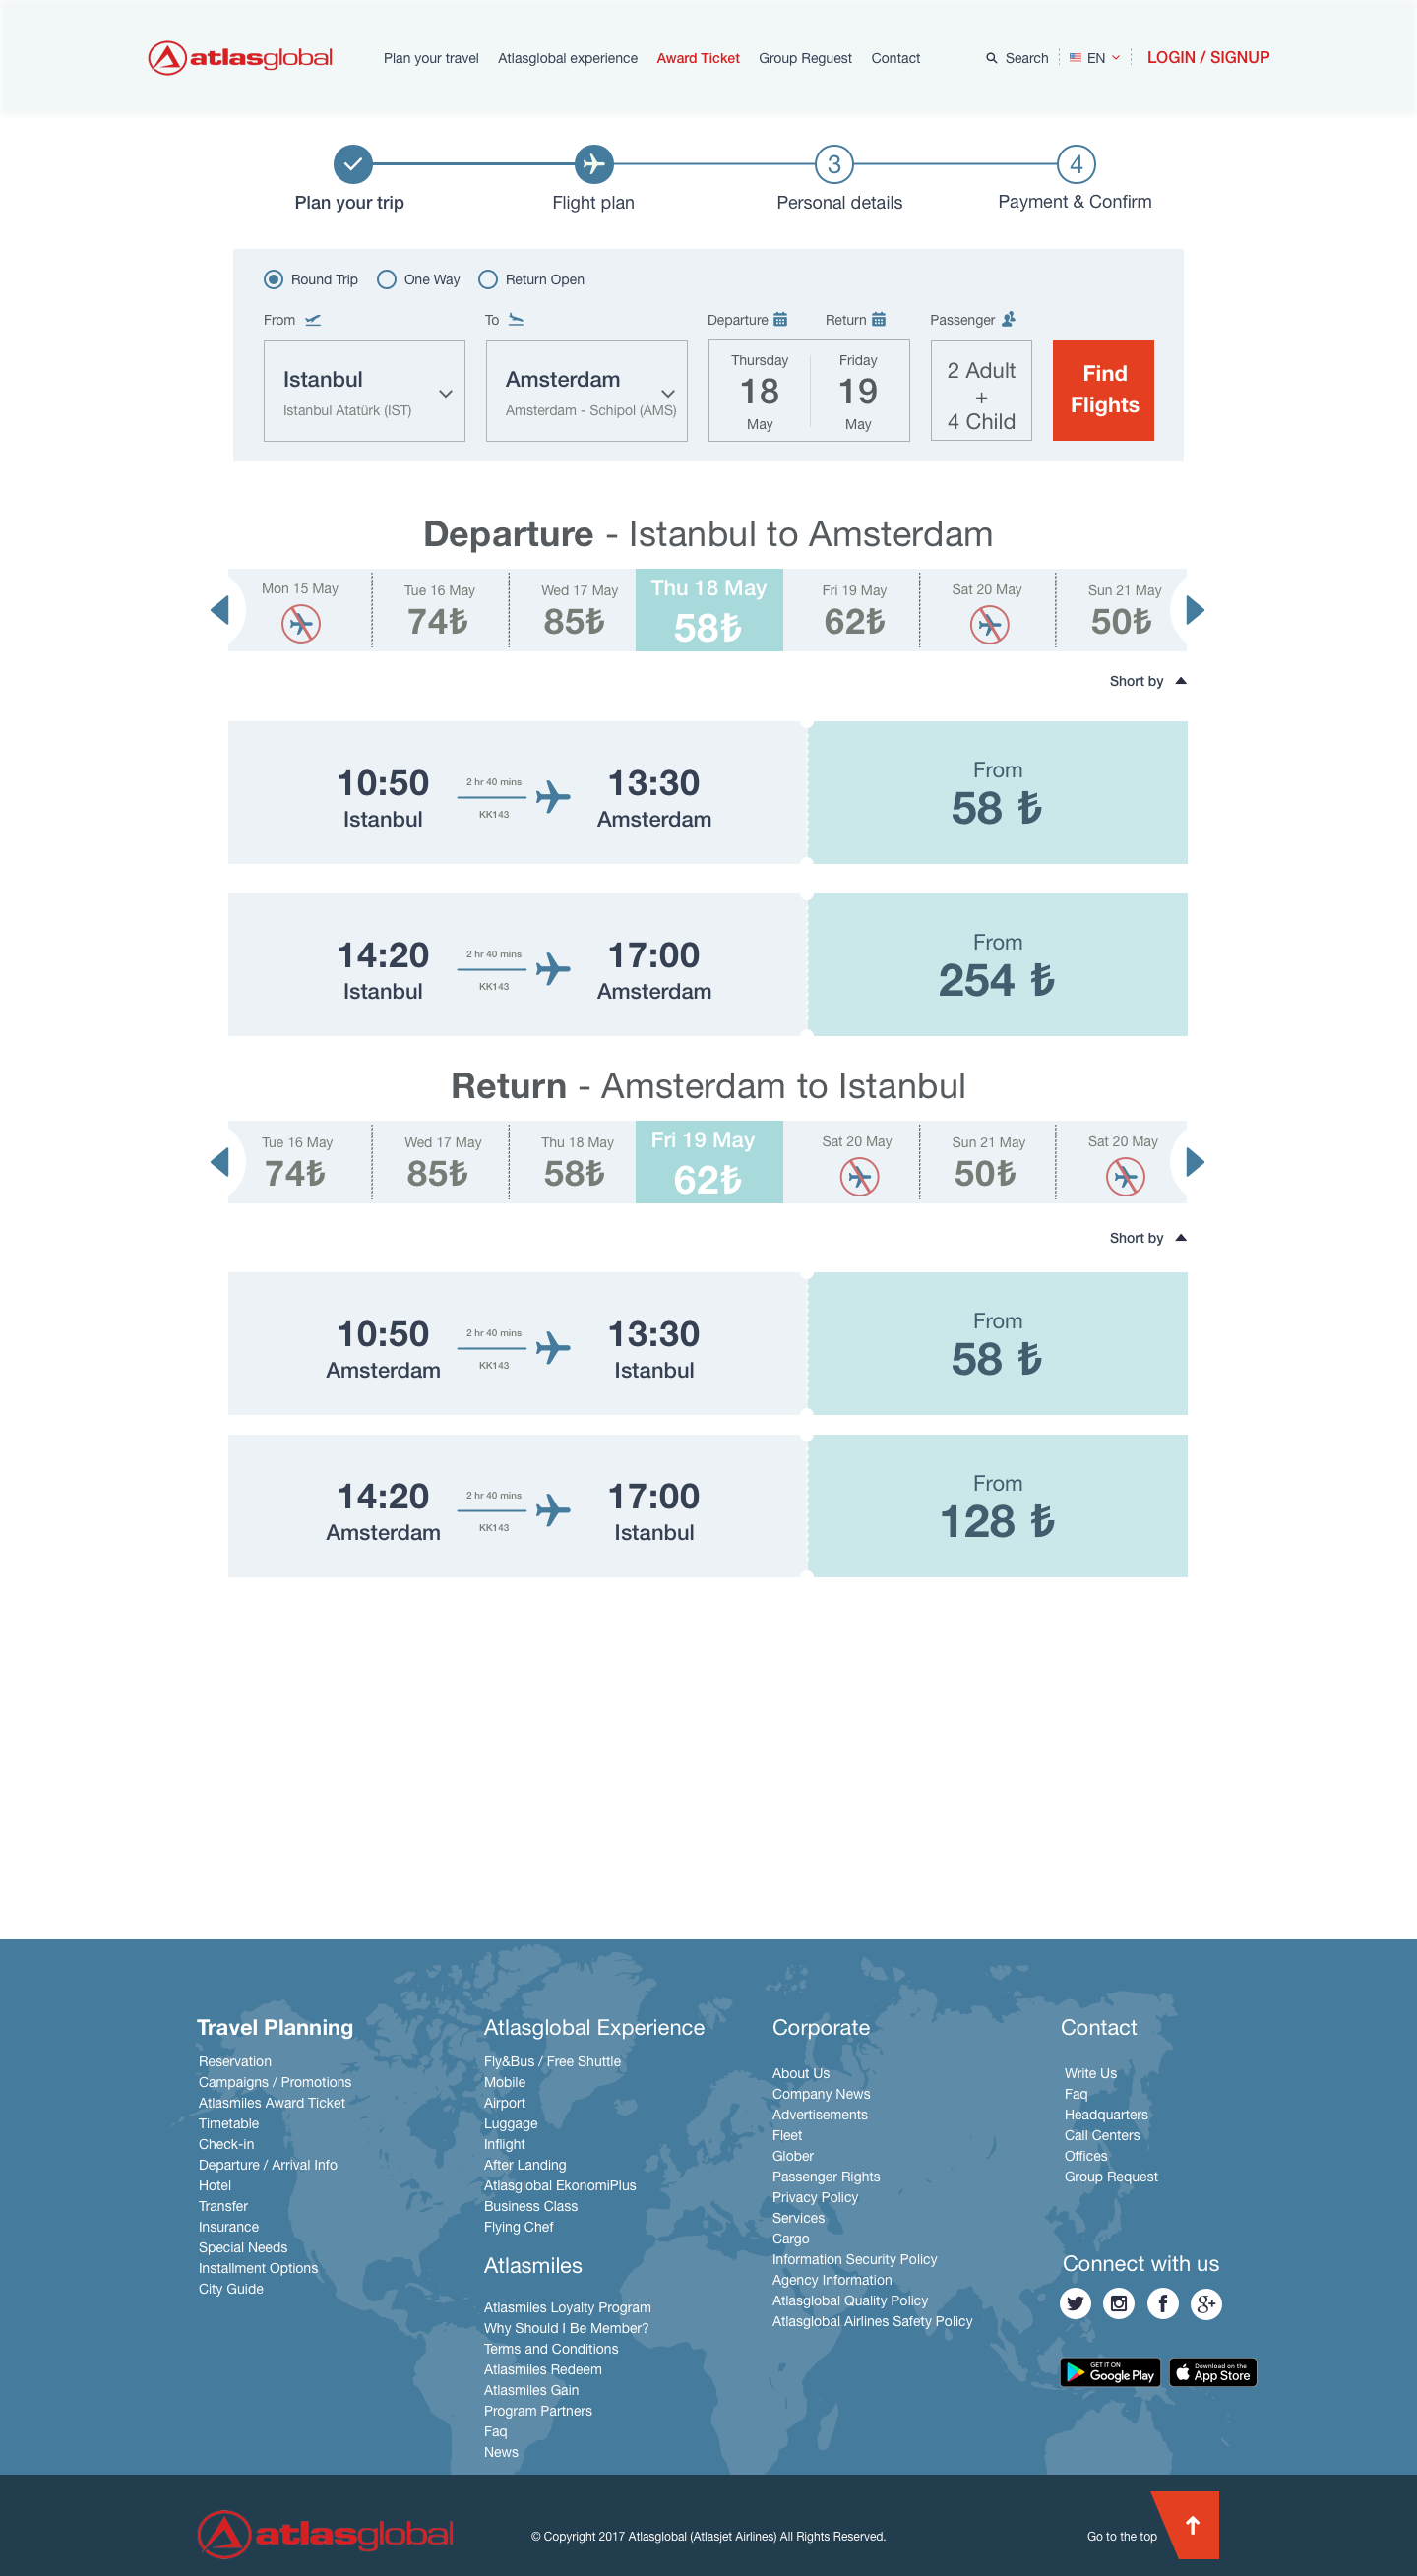 atlasglobal
Plan your travel Atlasglobal experience Award Ticket Group Reguest Contact
Search EN LOGIN / SIGNUP
3 4
Plan your trip Flight plan Personal details Payment & Confirm
Round Trip One Way Return Open
From To Departure Return Passenger
Istanbul
Istanbul Atatürk (IST)
Amsterdam
Amsterdam - Schipol (AMS)
Thursday
18
May
Friday
19
May
2 Adult
+
4 Child
Find
Flights
Departure - Istanbul to Amsterdam
Mon 15 May Tue 16 May Wed 17 May Thu 18 May Fri 19 May Sat 20 May Sun 21 May
74₺ 85₺ 58₺ 62₺ 50₺
Short by
10:50 2 hr 40 mins 13:30
Istanbul KK143 Amsterdam
From
58 ₺
14:20 2 hr 40 mins 17:00
Istanbul KK143 Amsterdam
From
254 ₺
Return - Amsterdam to Istanbul
Tue 16 May Wed 17 May Thu 18 May Fri 19 May Sat 20 May Sun 21 May Sat 20 May
74₺ 85₺ 58₺ 62₺ 50₺
Short by
10:50 2 hr 40 mins 13:30
Amsterdam KK143 Istanbul
From
58 ₺
14:20 2 hr 40 mins 17:00
Amsterdam KK143 Istanbul
From
128 ₺
Travel Planning
Reservation
Campaigns / Promotions
Atlasmiles Award Ticket
Timetable
Check-in
Departure / Arrival Info
Hotel
Transfer
Insurance
Special Needs
Installment Options
City Guide
Atlasglobal Experience
Fly&Bus / Free Shuttle
Mobile
Airport
Luggage
Inflight
After Landing
Atlasglobal EkonomiPlus
Business Class
Flying Chef
Atlasmiles
Atlasmiles Loyalty Program
Why Should I Be Member?
Terms and Conditions
Atlasmiles Redeem
Atlasmiles Gain
Program Partners
Faq
News
Corporate
About Us
Company News
Advertisements
Fleet
Glober
Passenger Rights
Privacy Policy
Services
Cargo
Information Security Policy
Agency Information
Atlasglobal Quality Policy
Atlasglobal Airlines Safety Policy
Contact
Write Us
Faq
Headquarters
Call Centers
Offices
Group Request
Connect with us
GET IT ON
Google Play
Download on the
App Store
atlasglobal
© Copyright 2017 Atlasglobal (Atlasjet Airlines) All Rights Reserved.
Go to the top